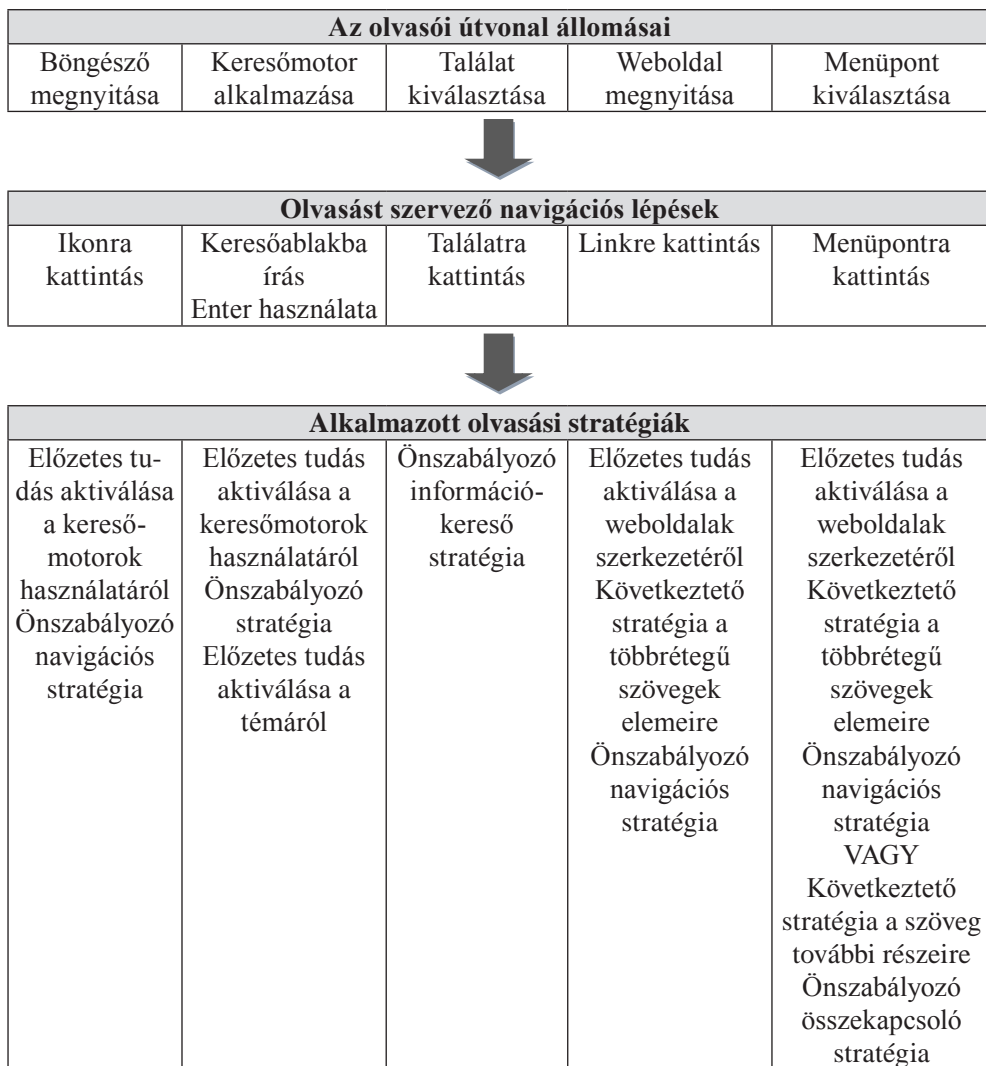 Az olvasói útvonal állomásai
Böngésző
megnyitása
Keresőmotor
alkalmazása
Találat
kiválasztása
Weboldal
megnyitása
Menüpont
kiválasztása
Olvasást szervező navigációs lépések
Ikonra
kattintás
Keresőablakba
írás
Enter használata
Találatra
kattintás
Linkre kattintás
Menüpontra
kattintás
Alkalmazott olvasási stratégiák
Előzetes tu-
dás aktiválása
a kereső-
motorok
használatáról
Önszabályozó
navigációs
stratégia
Előzetes tudás
aktiválása a
keresőmotorok
használatáról
Önszabályozó
stratégia
Előzetes tudás
aktiválása a
témáról
Önszabályozó
információ-
kereső
stratégia
Előzetes tudás
aktiválása a
weboldalak
szerkezetéről
Következtető
stratégia a
többrétegű
szövegek
elemeire
Önszabályozó
navigációs
stratégia
Előzetes tudás
aktiválása a
weboldalak
szerkezetéről
Következtető
stratégia a
többrétegű
szövegek
elemeire
Önszabályozó
navigációs
stratégia
VAGY
Következtető
stratégia a szöveg
további részeire
Önszabályozó
összekapcsoló
stratégia